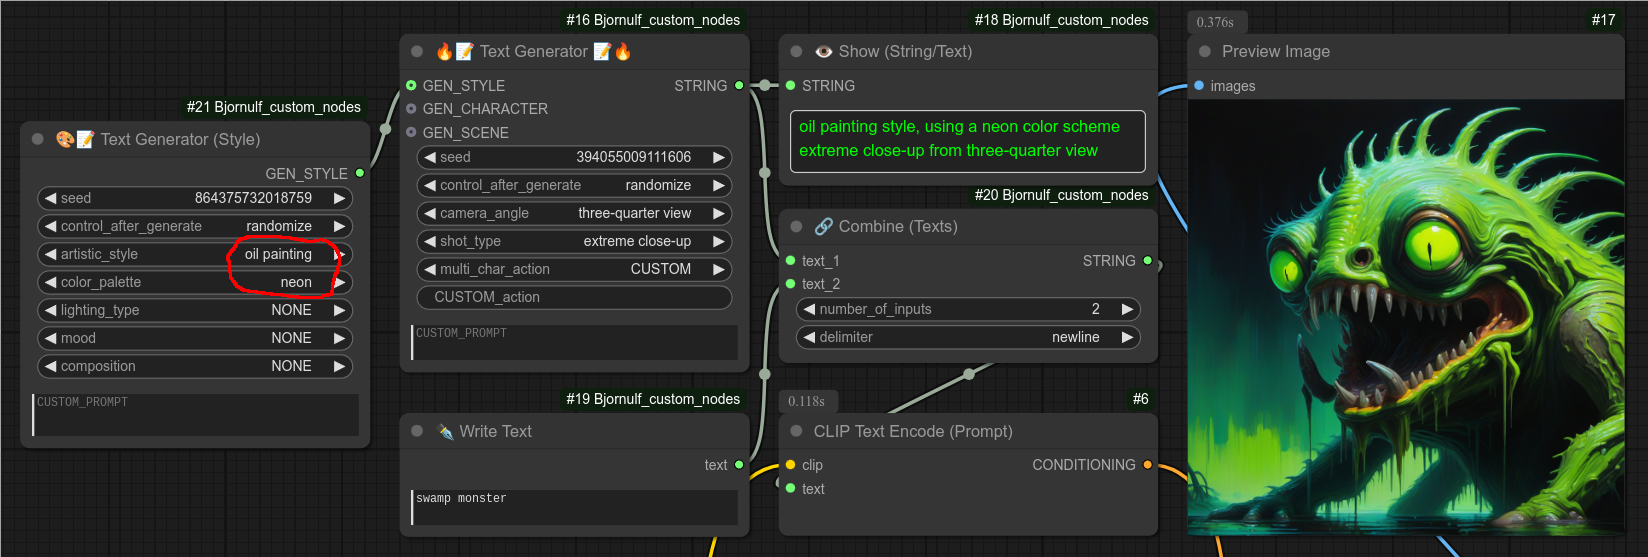 #21 Bjornulf_custom_nodes
🎨📝 Text Generator (Style)
GEN_STYLE
seed 864375732018759
control_after_generate randomize
artistic_style oil painting
color_palette neon
lighting_type NONE
mood NONE
composition NONE
CUSTOM_PROMPT
#16 Bjornulf_custom_nodes
🔥📝 Text Generator 📝🔥
GEN_STYLE STRING
GEN_CHARACTER
GEN_SCENE
seed 394055009111606
control_after_generate randomize
camera_angle three-quarter view
shot_type extreme close-up
multi_char_action CUSTOM
CUSTOM_action
CUSTOM_PROMPT
#19 Bjornulf_custom_nodes
✒️ Write Text
text
swamp monster
#18 Bjornulf_custom_nodes
👁️ Show (String/Text)
STRING
oil painting style, using a neon color scheme
extreme close-up from three-quarter view
#20 Bjornulf_custom_nodes
🔗 Combine (Texts)
text_1 STRING
text_2
number_of_inputs 2
delimiter newline
0.118s #6
CLIP Text Encode (Prompt)
clip CONDITIONING
text
0.376s #17
Preview Image
images